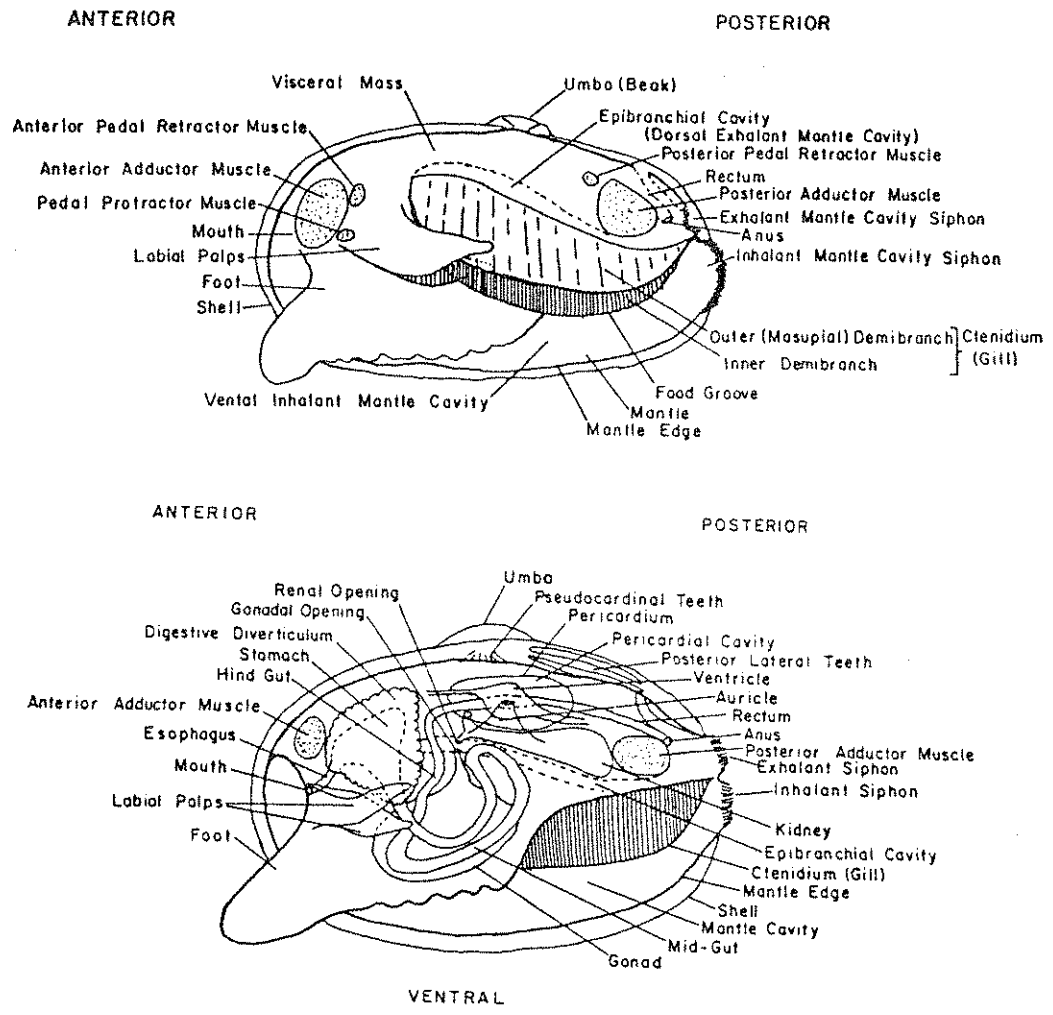 ANTERIOR
POSTERIOR
Visceral Mass
Umbo (Beak)
Anterior Pedal Retractor Muscle
Epibranchial Cavity
(Dorsal Exhalant Mantle Cavity)
Posterior Pedal Retractor Muscle
Anterior Adductor Muscle
Rectum
Pedal Protractor Muscle
Posterior Adductor Muscle
Exhalant Mantle Cavity Siphon
Mouth
Anus
Labial Palps
Inhalant Mantle Cavity Siphon
Foot
Shell
Outer (Masupial) Demibranch
Ctenidium
(Gill)
Inner Demibranch
Food Groove
Vental Inhalant Mantle Cavity
Mantle
Mantle Edge
ANTERIOR
POSTERIOR
Umbo
Renal Opening
Pseudocardinal Teeth
Gonadal Opening
Pericardium
Digestive Diverticulum
Pericardial Cavity
Stomach
Posterior Lateral Teeth
Hind Gut
Ventricle
Auricle
Anterior Adductor Muscle
Rectum
Esophagus
Anus
Posterior Adductor Muscle
Mouth
Exhalant Siphon
Inhalant Siphon
Labial Palps
Foot
Kidney
Epibranchial Cavity
Ctenidium (Gill)
Mantle Edge
Shell
Mantle Cavity
Mid-Gut
Gonad
VENTRAL